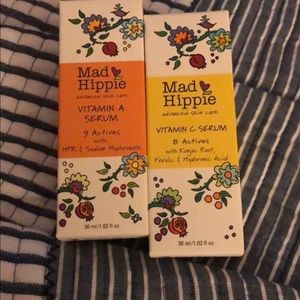 Mad Hippie
advanced skin care
VITAMIN A
SERUM
9 Actives
with
HPR & Sodium Hyaluronate
30 ml/1.02 fl oz
Mad
Hippie
advanced skin care
VITAMIN C SERUM
8 Actives
with Konjac Root,
Ferulic & Hyaluronic Acid
30 ml/1.02 fl oz